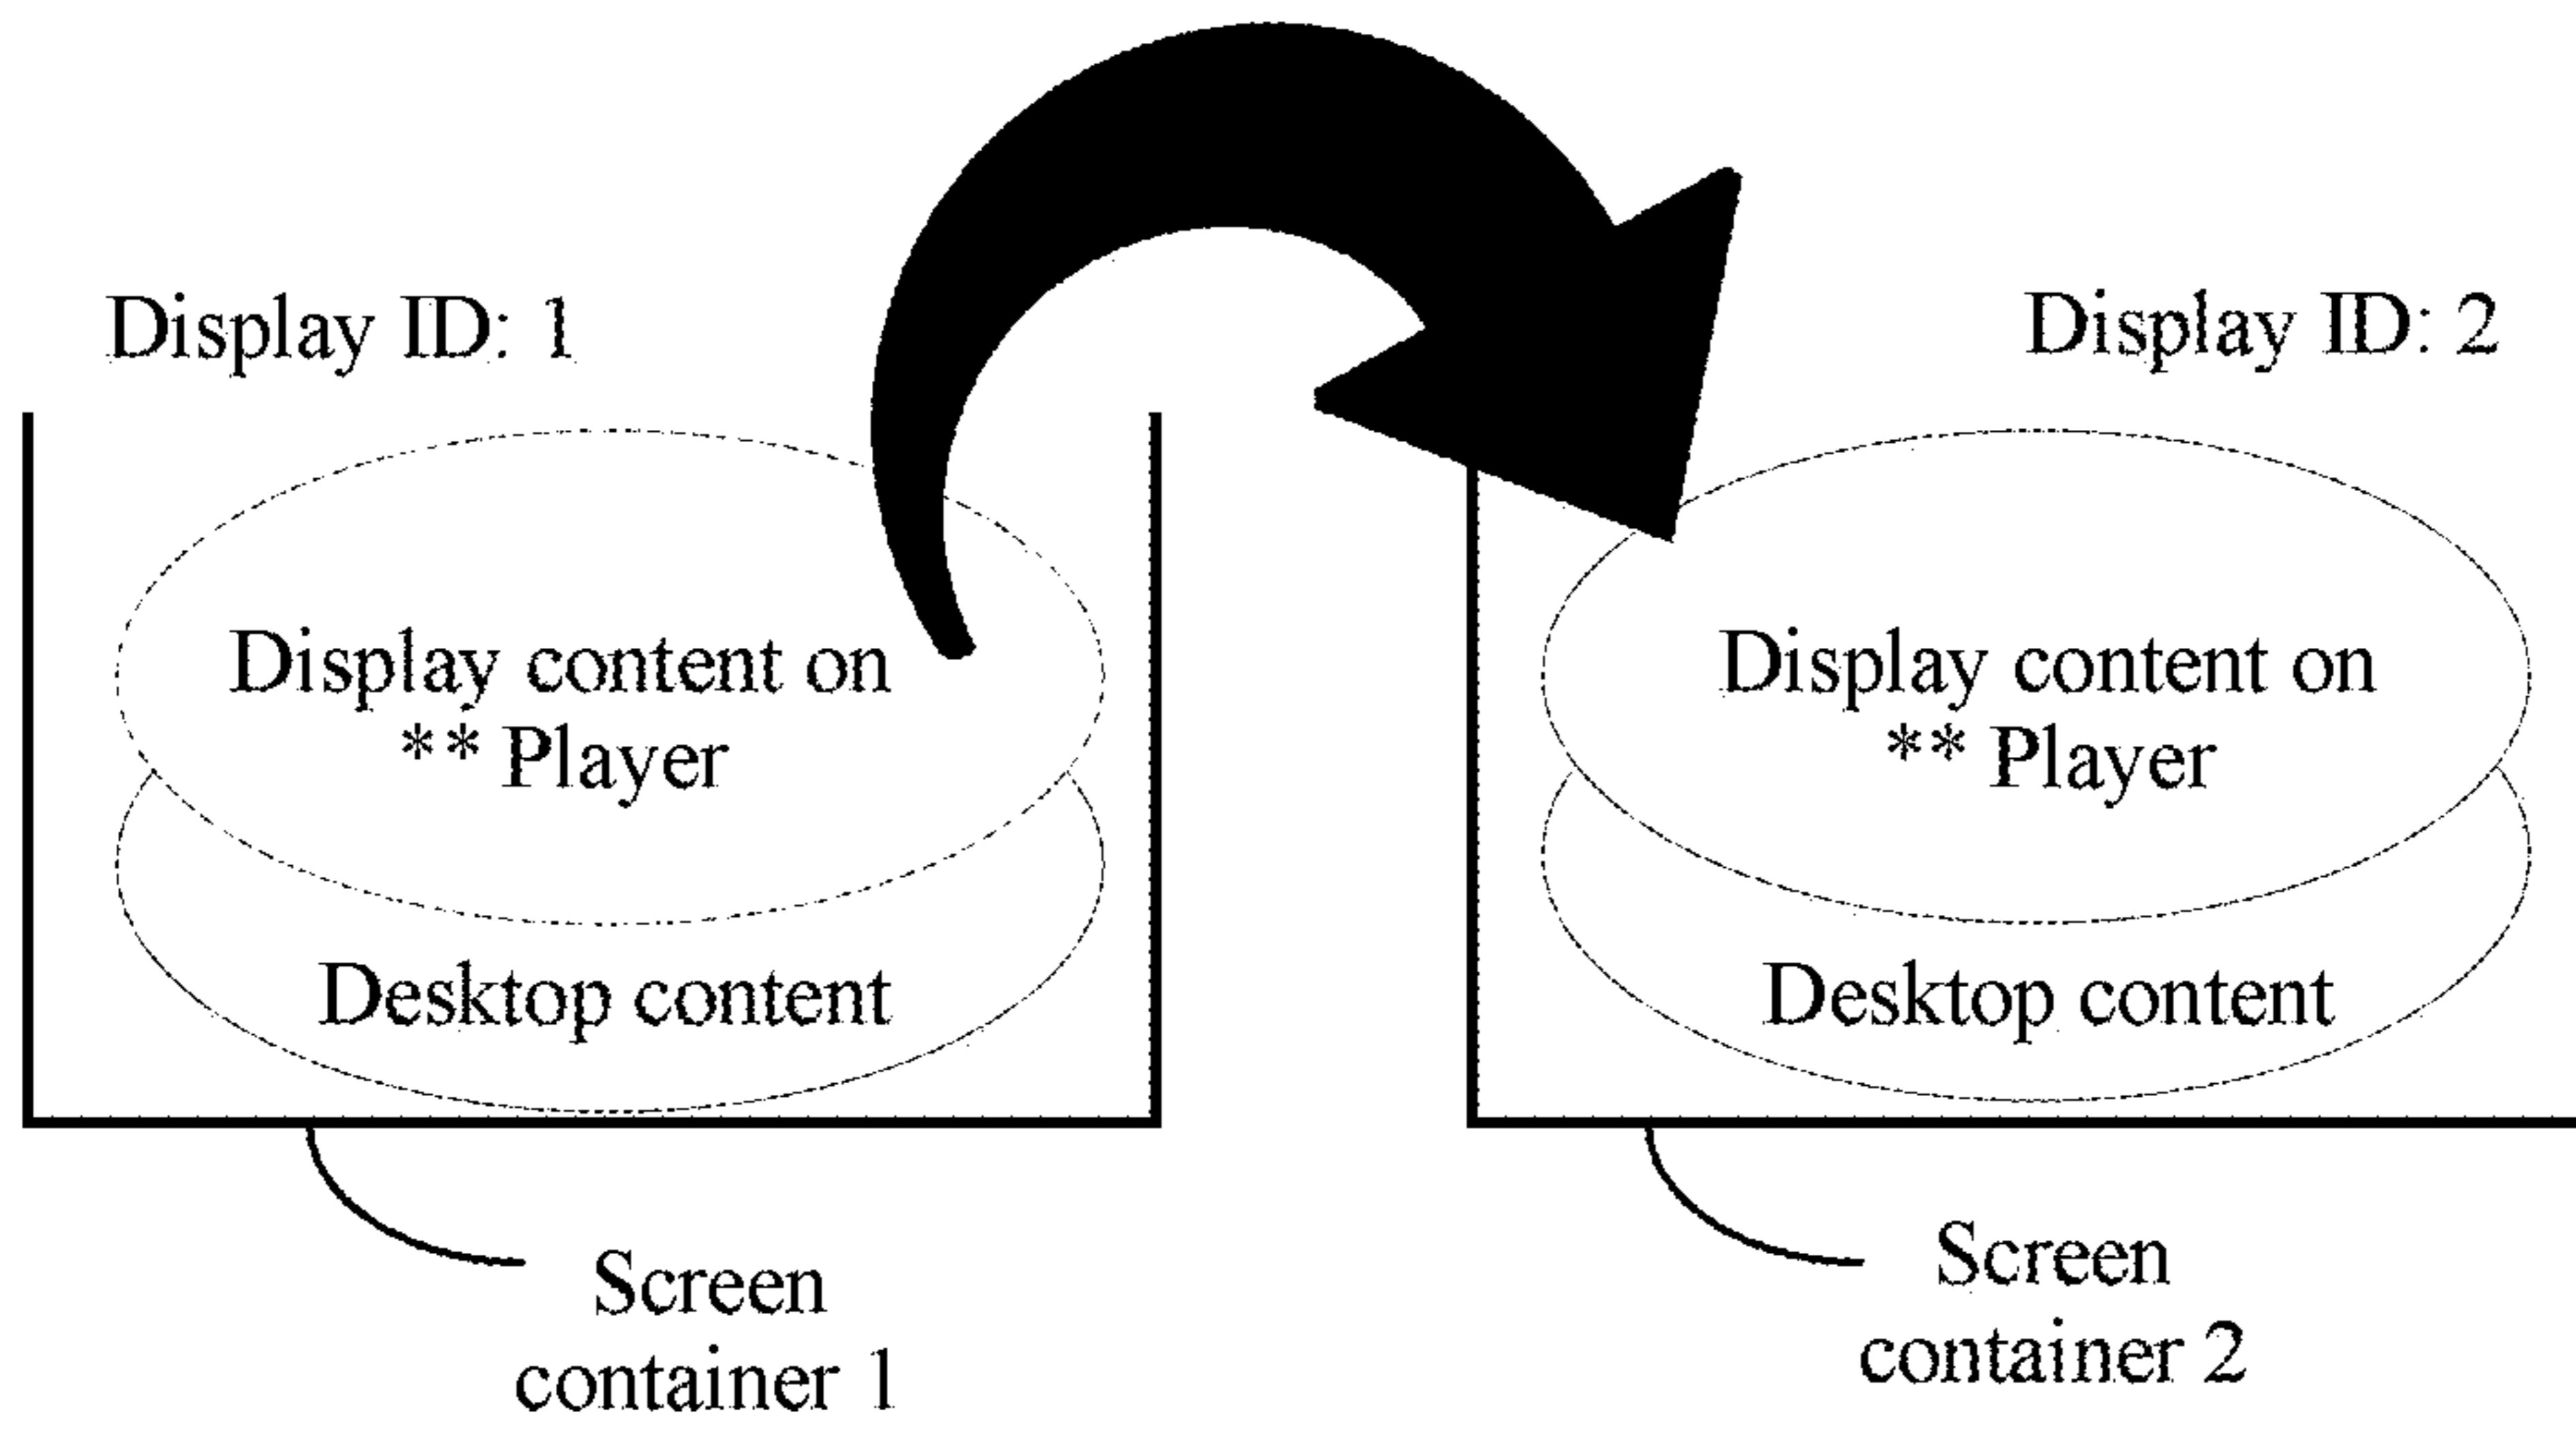 Display ID: 1
Display content on
** Player
Desktop content
Screen
container 1
Display ID: 2
Display content on
** Player
Desktop content
Screen
container 2